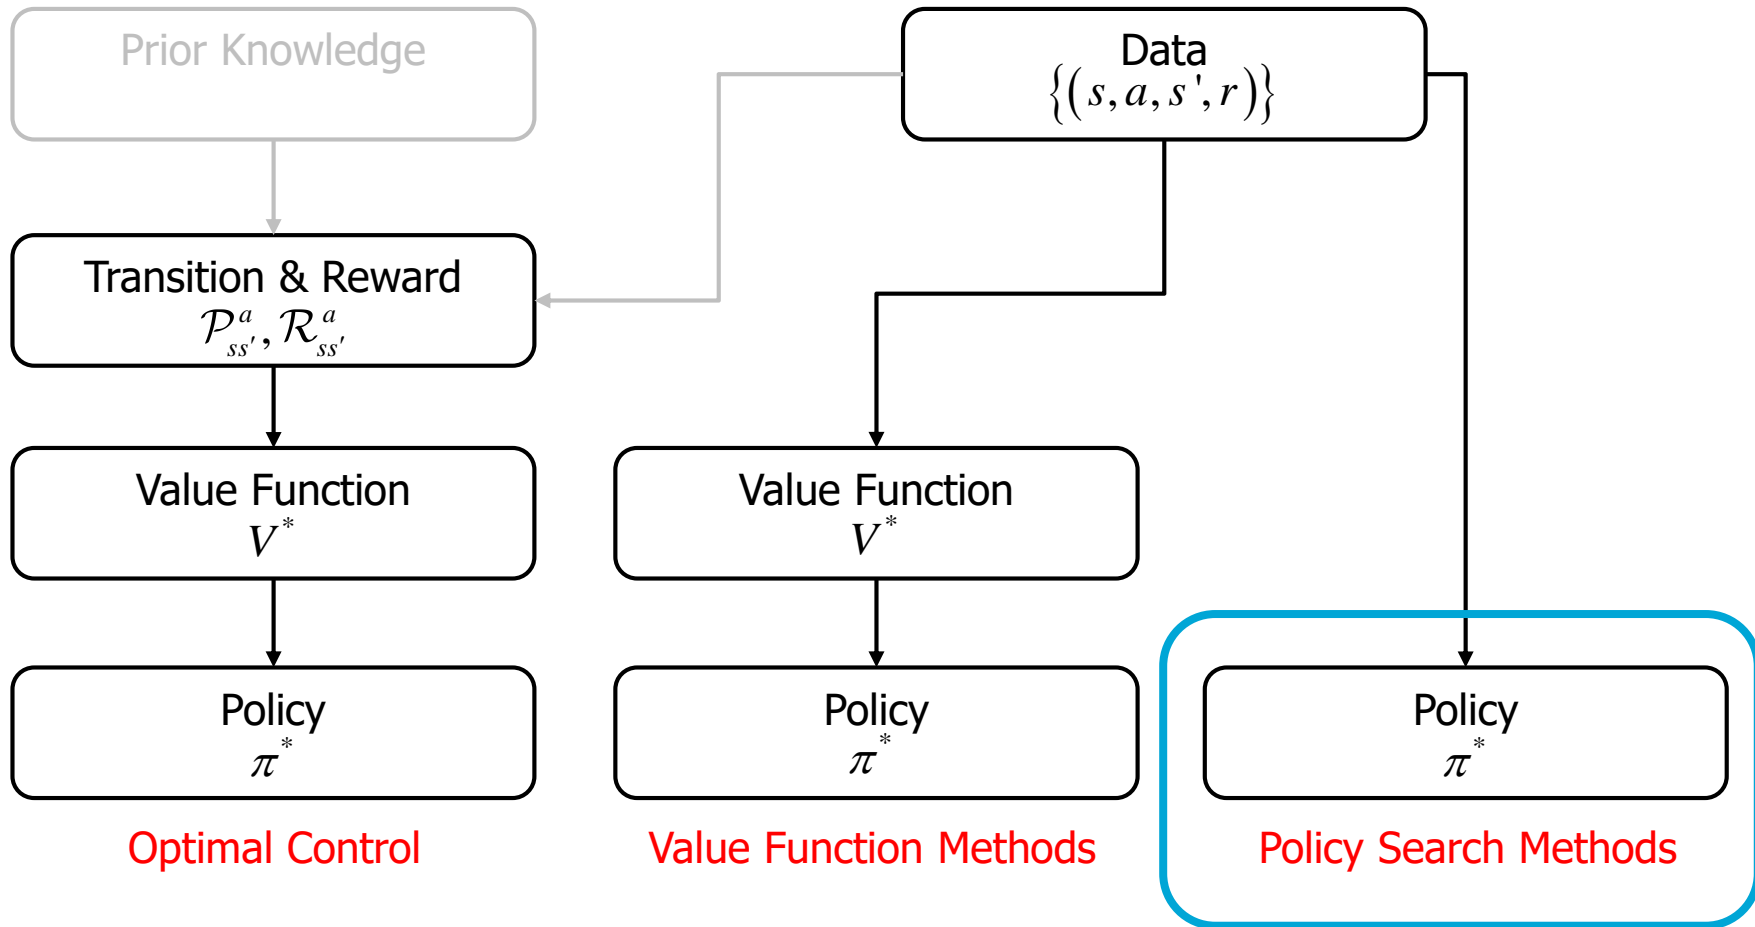 Prior Knowledge
Data
{(s, a, s', r)}
Transition & Reward
𝒫ᵃₛₛ′, ℛᵃₛₛ′
Value Function
V*
Value Function
V*
Policy
π*
Policy
π*
Policy
π*
Optimal Control
Value Function Methods
Policy Search Methods